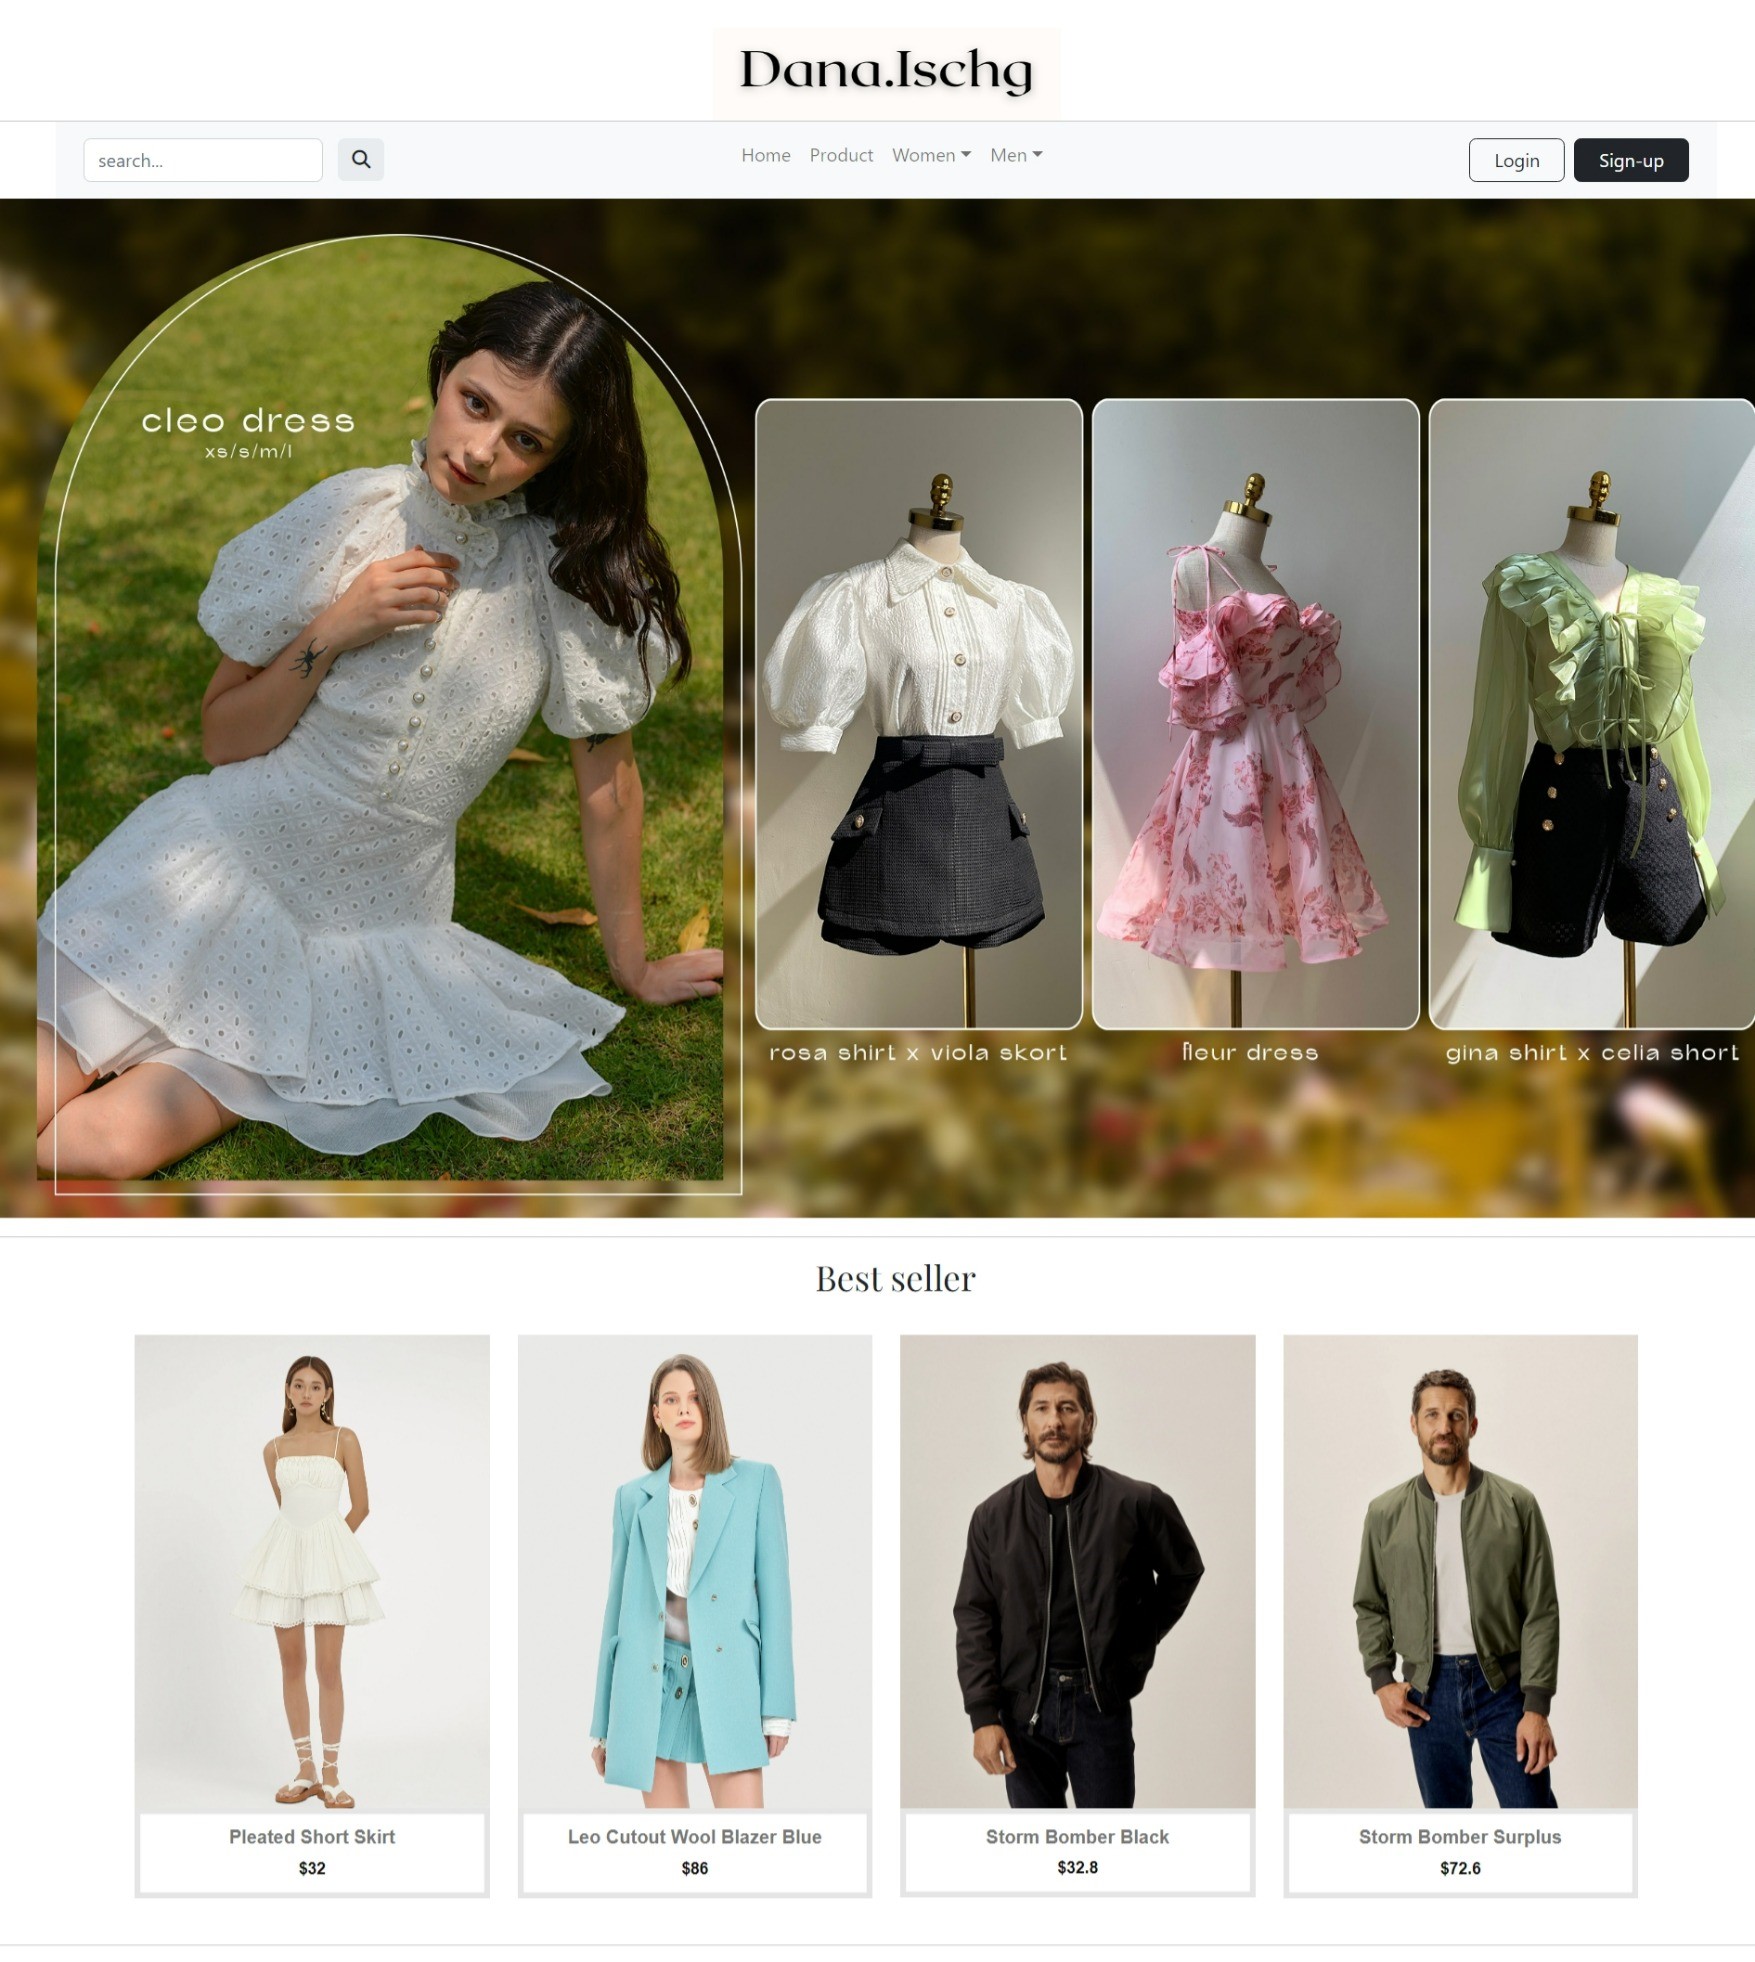 Dana.Ischg
search...
Home Product Women Men
Login Sign-up
cleo dress
xs/s/m/l
rosa shirt x viola skort
fleur dress
gina shirt x celia short
Best seller
Pleated Short Skirt
$32
Leo Cutout Wool Blazer Blue
$86
Storm Bomber Black
$32.8
Storm Bomber Surplus
$72.6